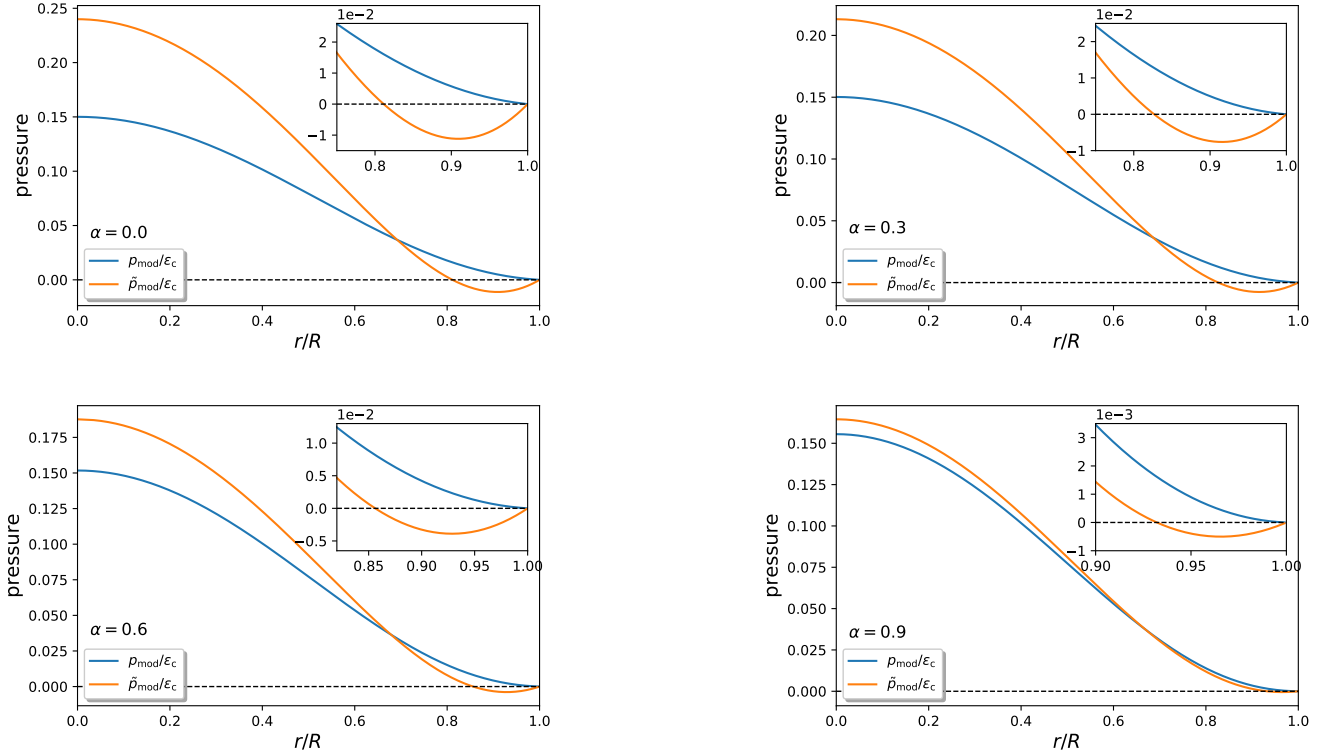 1e−2
0.25
2
0.20
1
0
0.15
−1
0.8 0.9 1.0
pressure
0.10
0.05
α = 0.0
p_mod/ε_c
0.00
p̃_mod/ε_c
0.0 0.2 0.4 0.6 0.8 1.0
r/R
1e−2
2
0.20
1
0
0.15
−1
0.8 0.9 1.0
pressure
0.10
0.05
α = 0.3
p_mod/ε_c
0.00
p̃_mod/ε_c
0.0 0.2 0.4 0.6 0.8 1.0
r/R
1e−2
1.0
0.175
0.5
0.150
0.0
0.125
−0.5
0.85 0.90 0.95 1.00
pressure
0.100
0.075
0.050
α = 0.6
0.025
p_mod/ε_c
0.000
p̃_mod/ε_c
0.0 0.2 0.4 0.6 0.8 1.0
r/R
1e−3
3
2
0.150
1
0
0.125
−1
0.90 0.95 1.00
pressure
0.100
0.075
0.050
α = 0.9
0.025
p_mod/ε_c
0.000
p̃_mod/ε_c
0.0 0.2 0.4 0.6 0.8 1.0
r/R